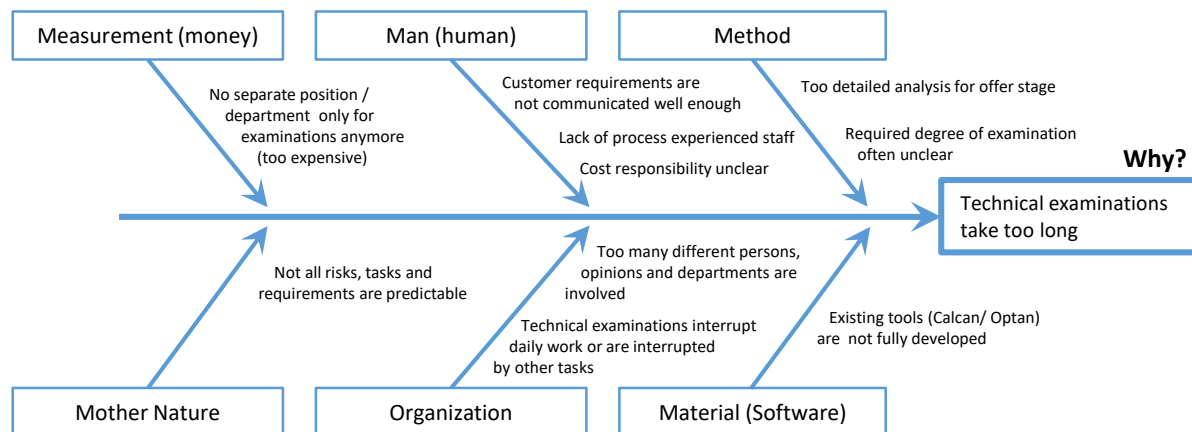 Measurement (money)
Man (human)
Method
No separate position /
department only for
examinations anymore
(too expensive)
Customer requirements are
not communicated well enough
Lack of process experienced staff
Cost responsibility unclear
Too detailed analysis for offer stage
Required degree of examination
often unclear
Why?
Technical examinations
take too long
Not all risks, tasks and
requirements are predictable
Too many different persons,
opinions and departments are
involved
Technical examinations interrupt
daily work or are interrupted
by other tasks
Existing tools (Calcan/ Optan)
are not fully developed
Mother Nature
Organization
Material (Software)